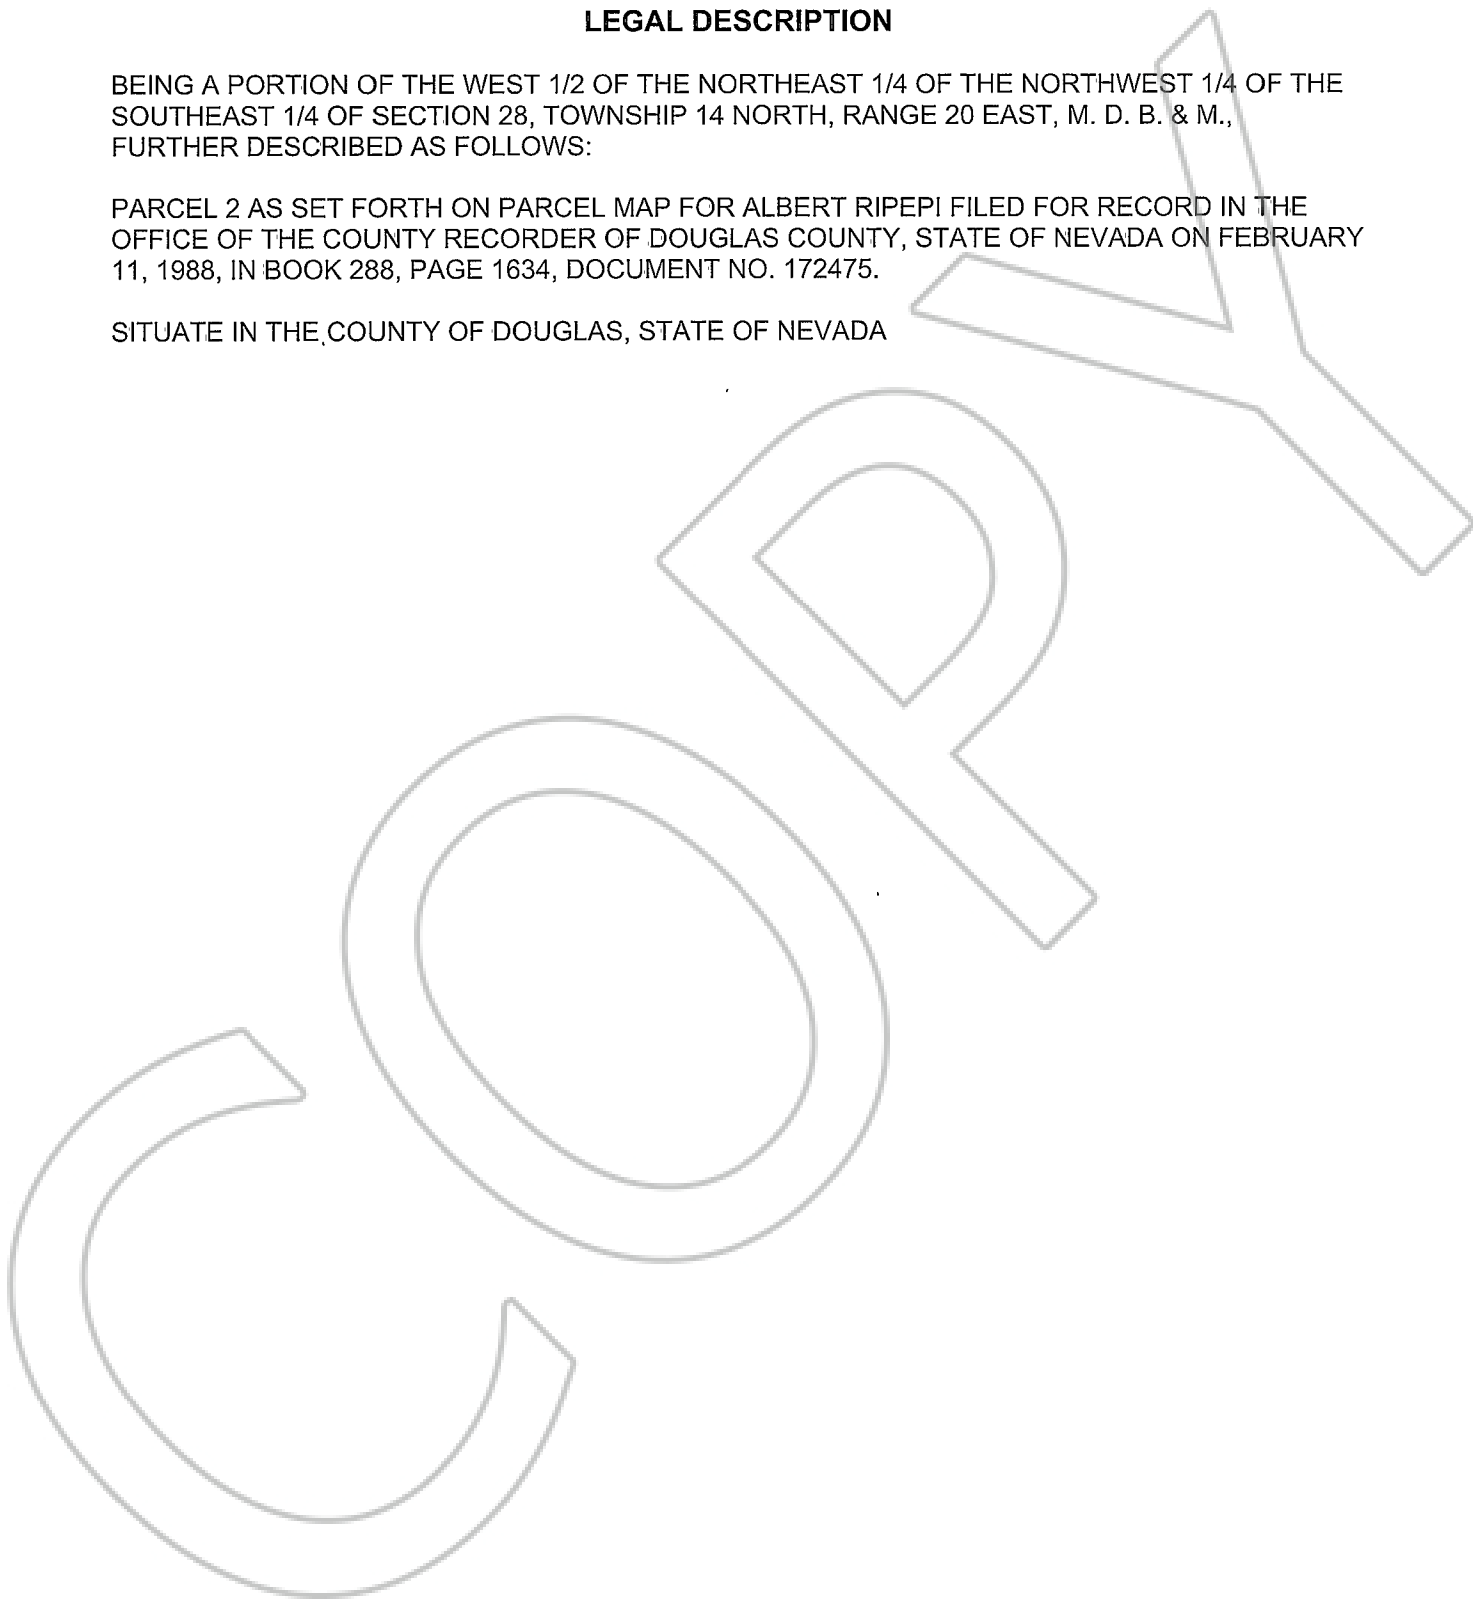 LEGAL DESCRIPTION
BEING A PORTION OF THE WEST 1/2 OF THE NORTHEAST 1/4 OF THE NORTHWEST 1/4 OF THE
SOUTHEAST 1/4 OF SECTION 28, TOWNSHIP 14 NORTH, RANGE 20 EAST, M. D. B. & M.,
FURTHER DESCRIBED AS FOLLOWS:
PARCEL 2 AS SET FORTH ON PARCEL MAP FOR ALBERT RIPEPI FILED FOR RECORD IN THE
OFFICE OF THE COUNTY RECORDER OF DOUGLAS COUNTY, STATE OF NEVADA ON FEBRUARY
11, 1988, IN BOOK 288, PAGE 1634, DOCUMENT NO. 172475.
SITUATE IN THE COUNTY OF DOUGLAS, STATE OF NEVADA
COPY